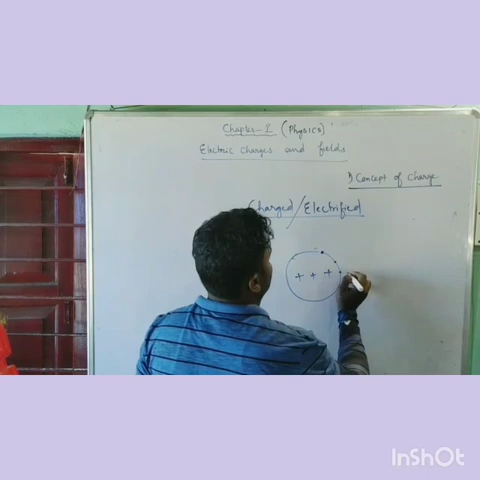 Chapter-1 (Physics)
Electric charges and fields
1) Concept of Charge
Charged/Electrified
+ + +
InShOt